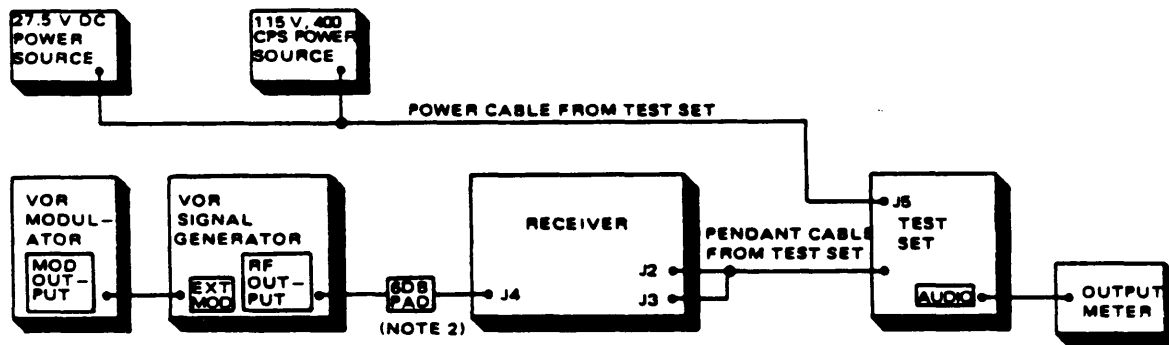 27.5 V DC
POWER
SOURCE
115 V, 400
CPS POWER
SOURCE
POWER CABLE FROM TEST SET
VOR
MODUL-
ATOR
MOD
OUT-
PUT
VOR
SIGNAL
GENERATOR
EXT
MOD
RF
OUT-
PUT
6DB
PAD
(NOTE 2)
J4
RECEIVER
J2
J3
PENDANT CABLE
FROM TEST SET
J5
TEST
SET
AUDIO
OUTPUT
METER